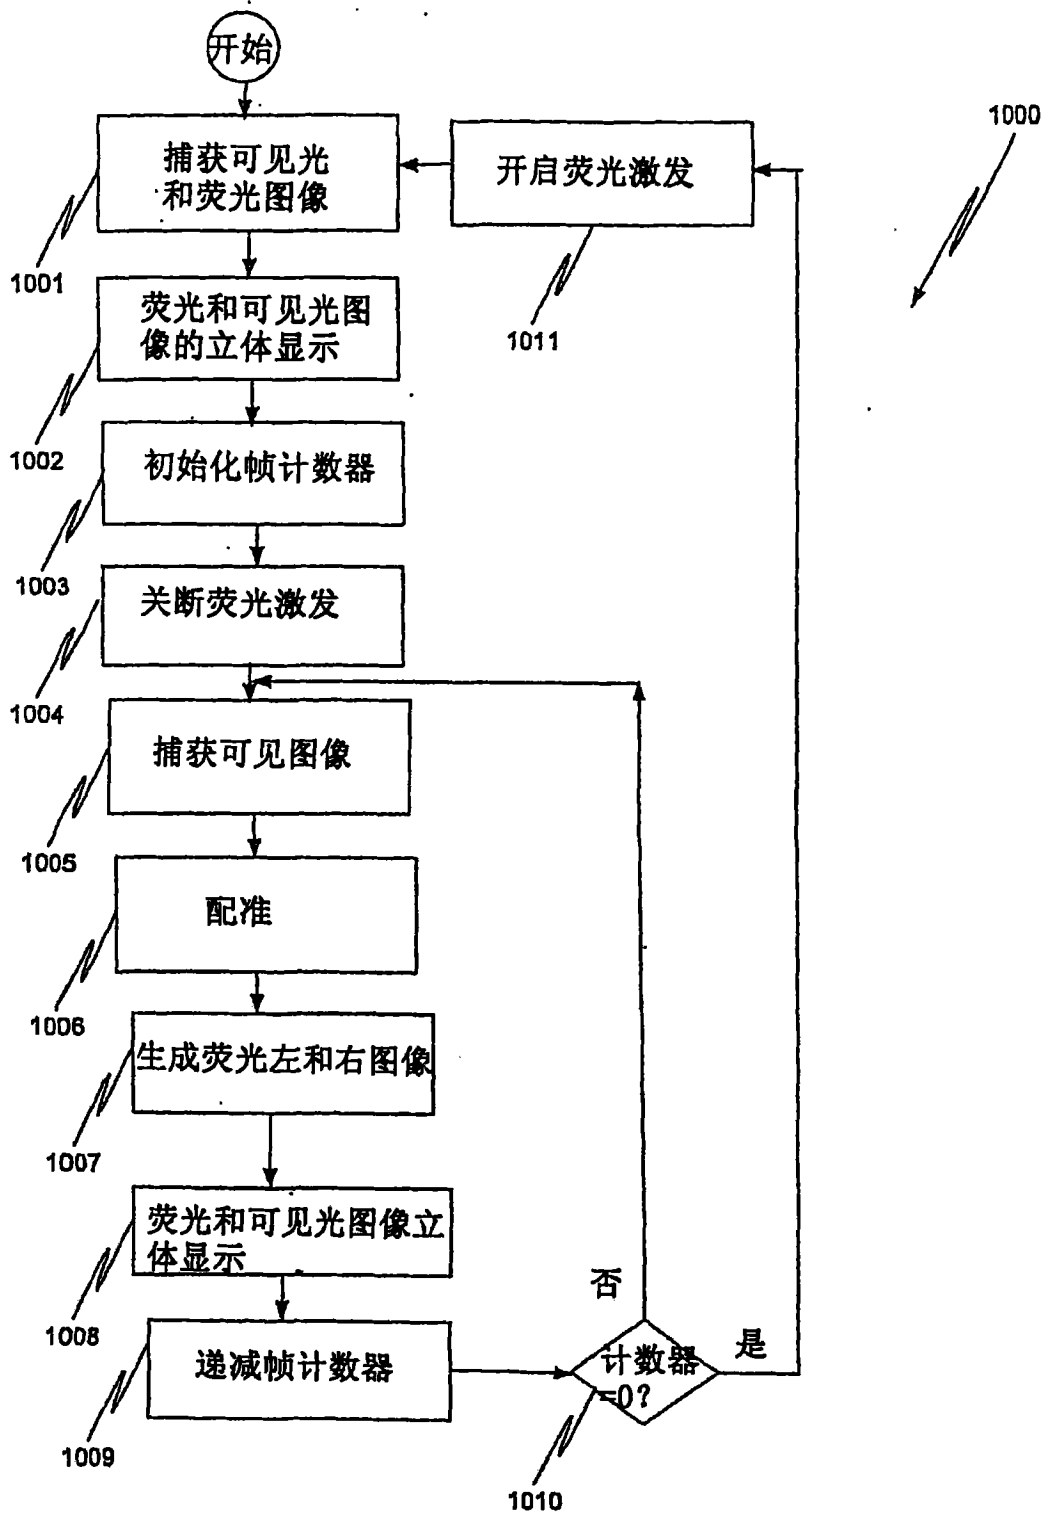 开始
1000
捕获可见光
和荧光图像
开启荧光激发
1001
1011
荧光和可见光图
像的立体显示
1002
初始化帧计数器
1003
关断荧光激发
1004
捕获可见图像
1005
配准
1006
生成荧光左和右图像
1007
荧光和可见光图像立
体显示
1008
否
是
递减帧计数器
计数器
=0?
1009
1010